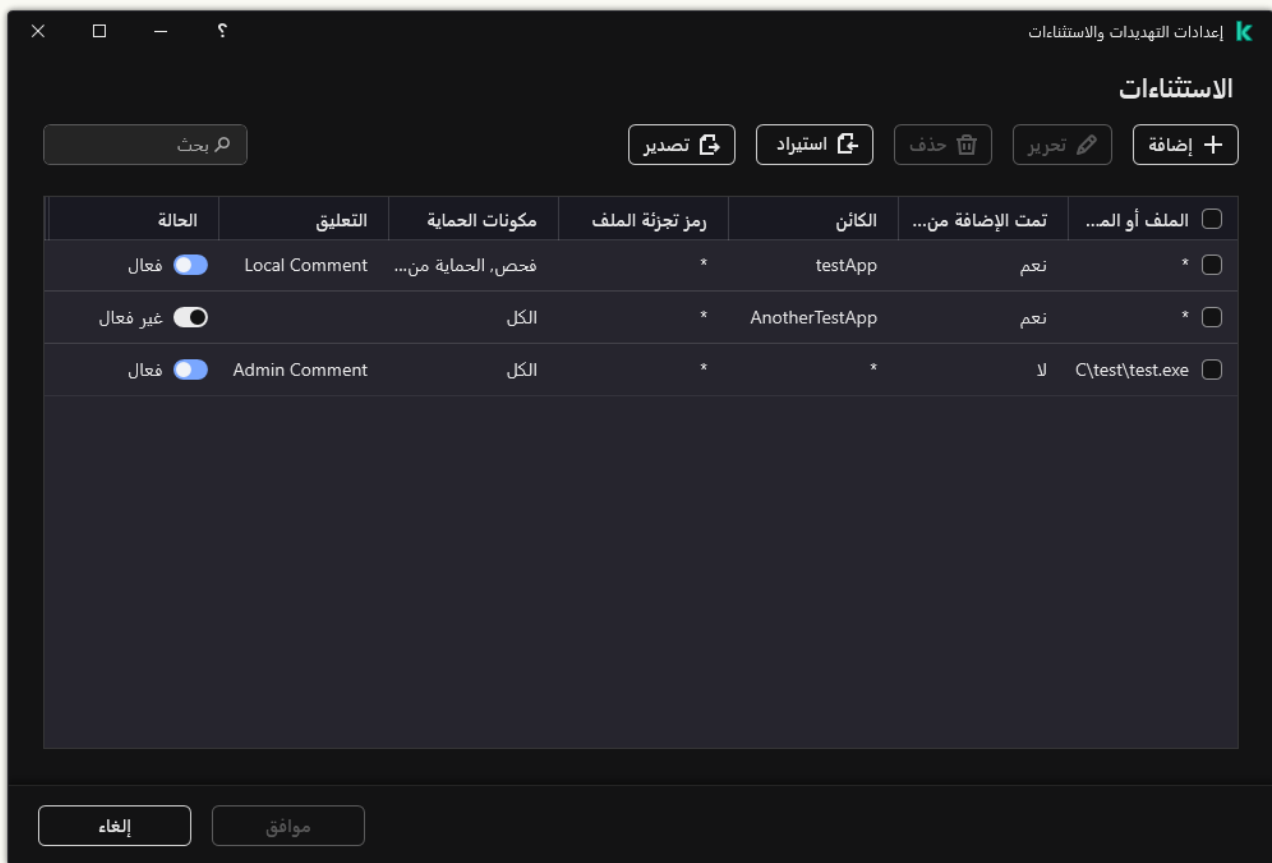 إعدادات التهديدات والاستثناءات ؟
الاستثناءات
إضافة تحرير حذف استيراد تصدير بحث
الملف أو المـ... تمت الإضافة من... الكائن رمز تجزئة الملف مكونات الحماية التعليق الحالة
* نعم testApp * فحص, الحماية من... Local Comment فعال
* نعم AnotherTestApp * الكل غير فعال
C\test\test.exe لا * * الكل Admin Comment فعال
موافق إلغاء